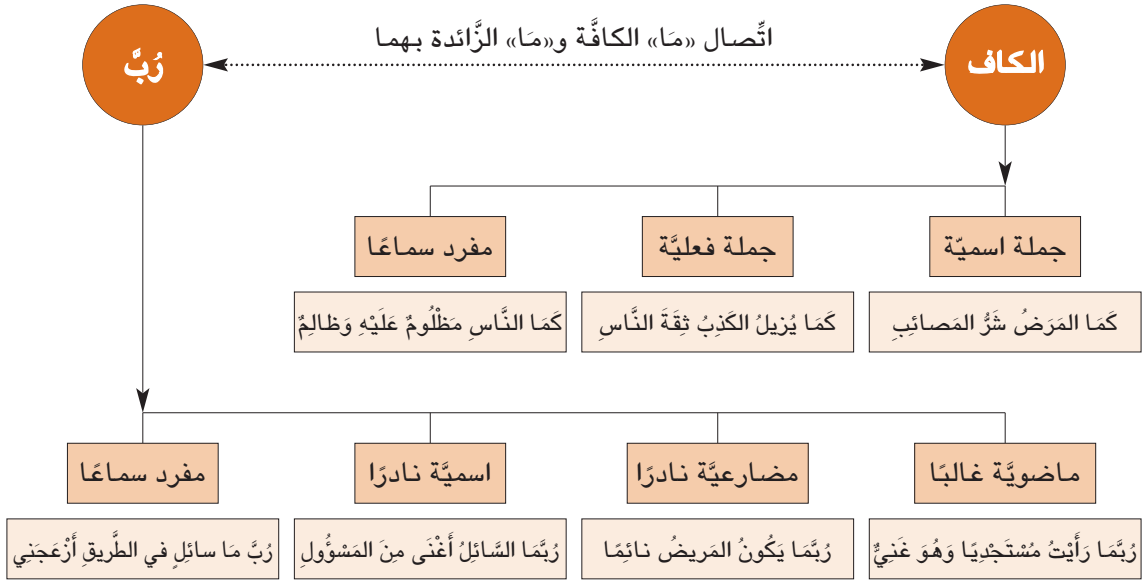 اتِّصال «مَا» الكافَّة و«مَا» الزَّائدة بهما
الكاف
رُبَّ
جملة اسميّة
جملة فعليَّة
مفرد سماعًا
كَمَا المَرَضُ شَرُّ المَصائِبِ
كَمَا يُزيلُ الكَذِبُ ثِقَةَ النَّاسِ
كَمَا النَّاسِ مَظْلُومٌ عَلَيْهِ وَظالِمٌ
ماضويَّة غالبًا
مضارعيَّة نادرًا
اسميَّة نادرًا
مفرد سماعًا
رُبَّمَا رَأَيْتُ مُسْتَجْدِيًا وَهُوَ غَنِيٌّ
رُبَّمَا يَكُونُ المَريضُ نائِمًا
رُبَّمَا السَّائِلُ أَغْنَى مِنَ المَسْؤُولِ
رُبَّ مَا سائِلٍ في الطَّريقِ أَزْعَجَنِي